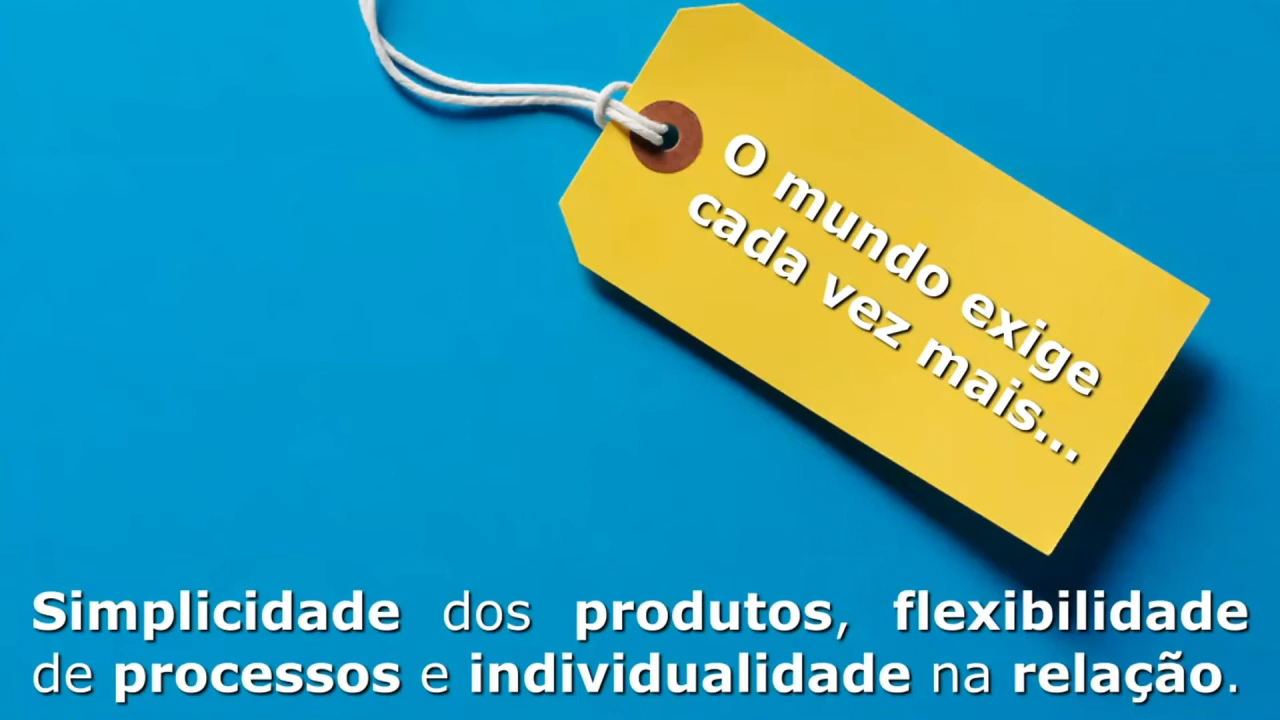 O mundo exige
cada vez mais...
Simplicidade dos produtos, flexibilidade
de processos e individualidade na relação.